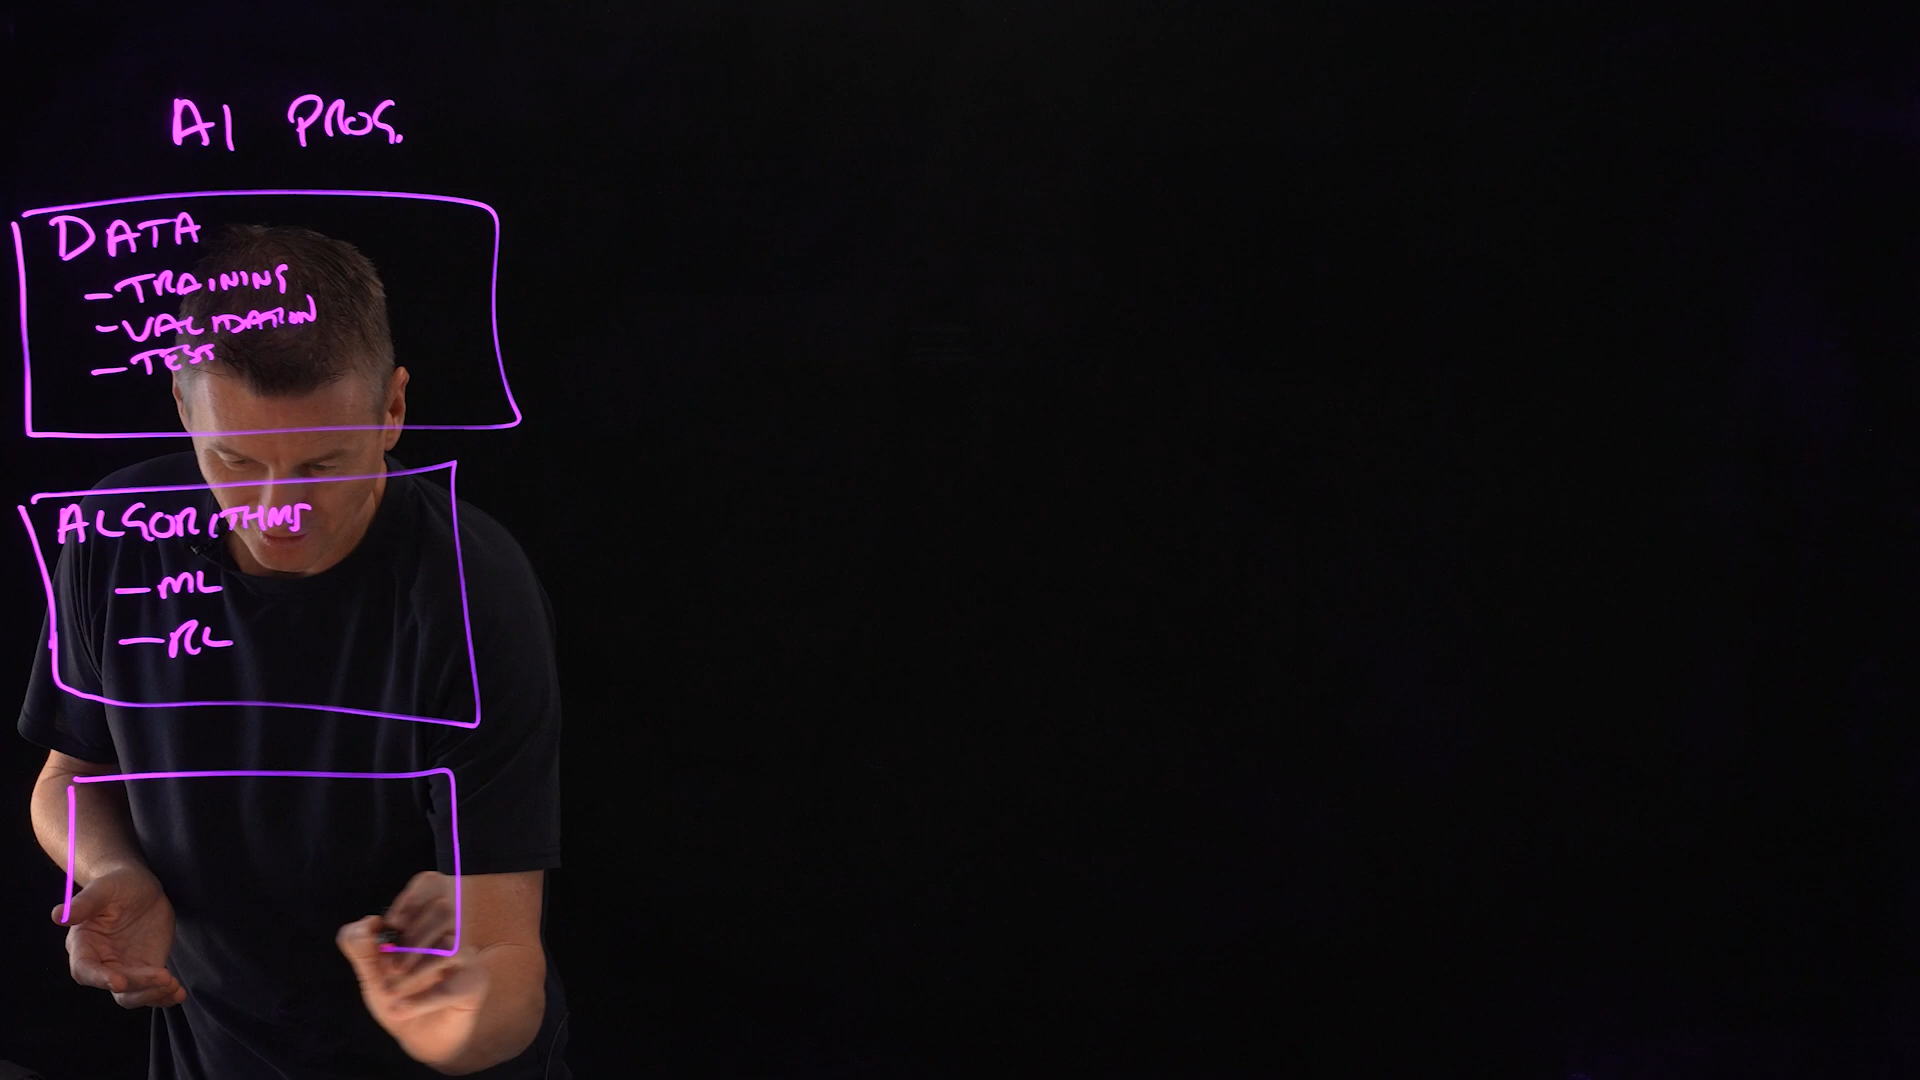 AI PROG.
DATA
- TRAINING
- VALIDATION
- TEST
ALGORITHMS
- ML
- RL